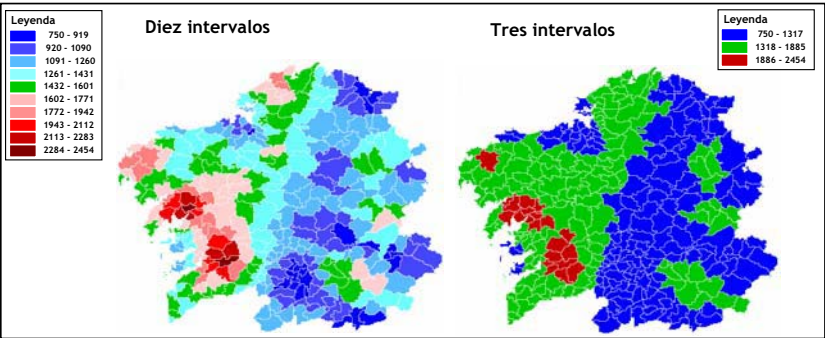 Leyenda
750 - 919
920 - 1090
1091 - 1260
1261 - 1431
1432 - 1601
1602 - 1771
1772 - 1942
1943 - 2112
2113 - 2283
2284 - 2454
Diez intervalos
Tres intervalos
Leyenda
750 - 1317
1318 - 1885
1886 - 2454